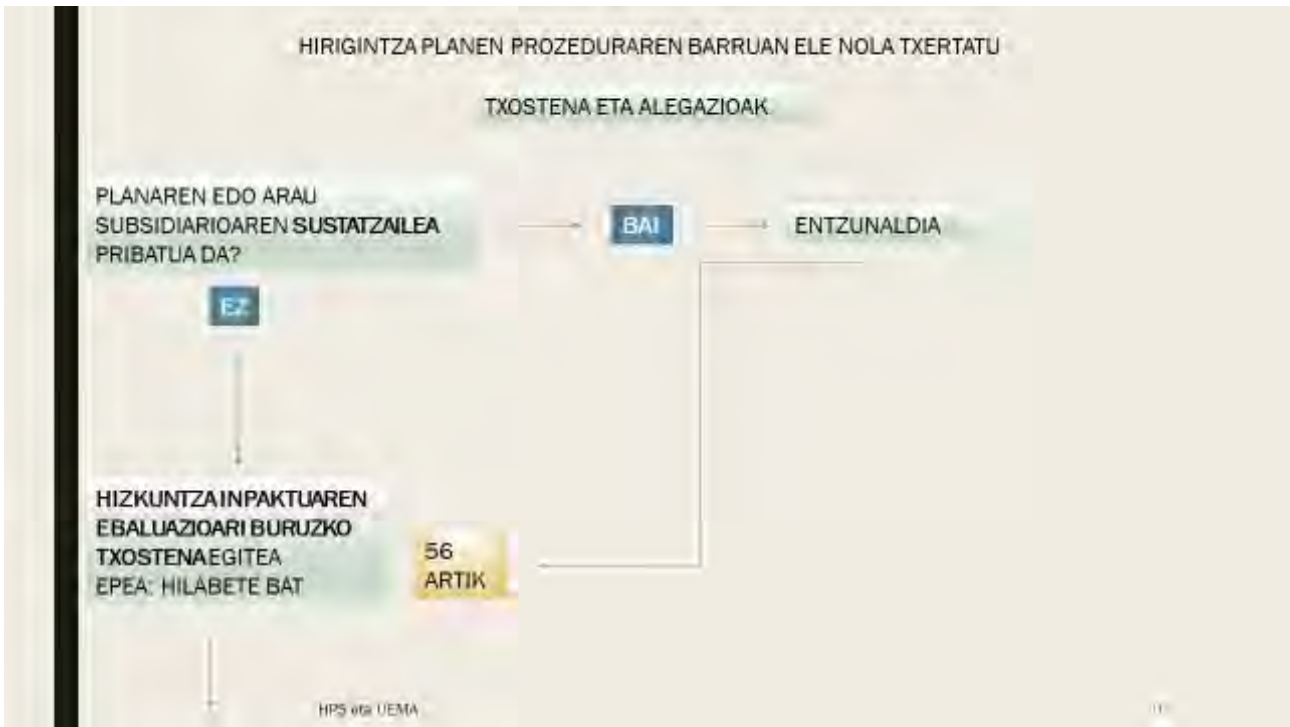 HIRIGINTZA PLANEN PROZEDURAREN BARRUAN ELE NOLA TXERTATU
TXOSTENA ETA ALEGAZIOAK
PLANAREN EDO ARAU
SUBSIDIARIOAREN SUSTATZAILEA
PRIBATUA DA?
BAI
ENTZUNALDIA
EZ
HIZKUNTZA INPAKTUAREN
EBALUAZIOARI BURUZKO
TXOSTENA EGITEA
EPEA: HILABETE BAT
56
ARTIK
HPS eta UEMA